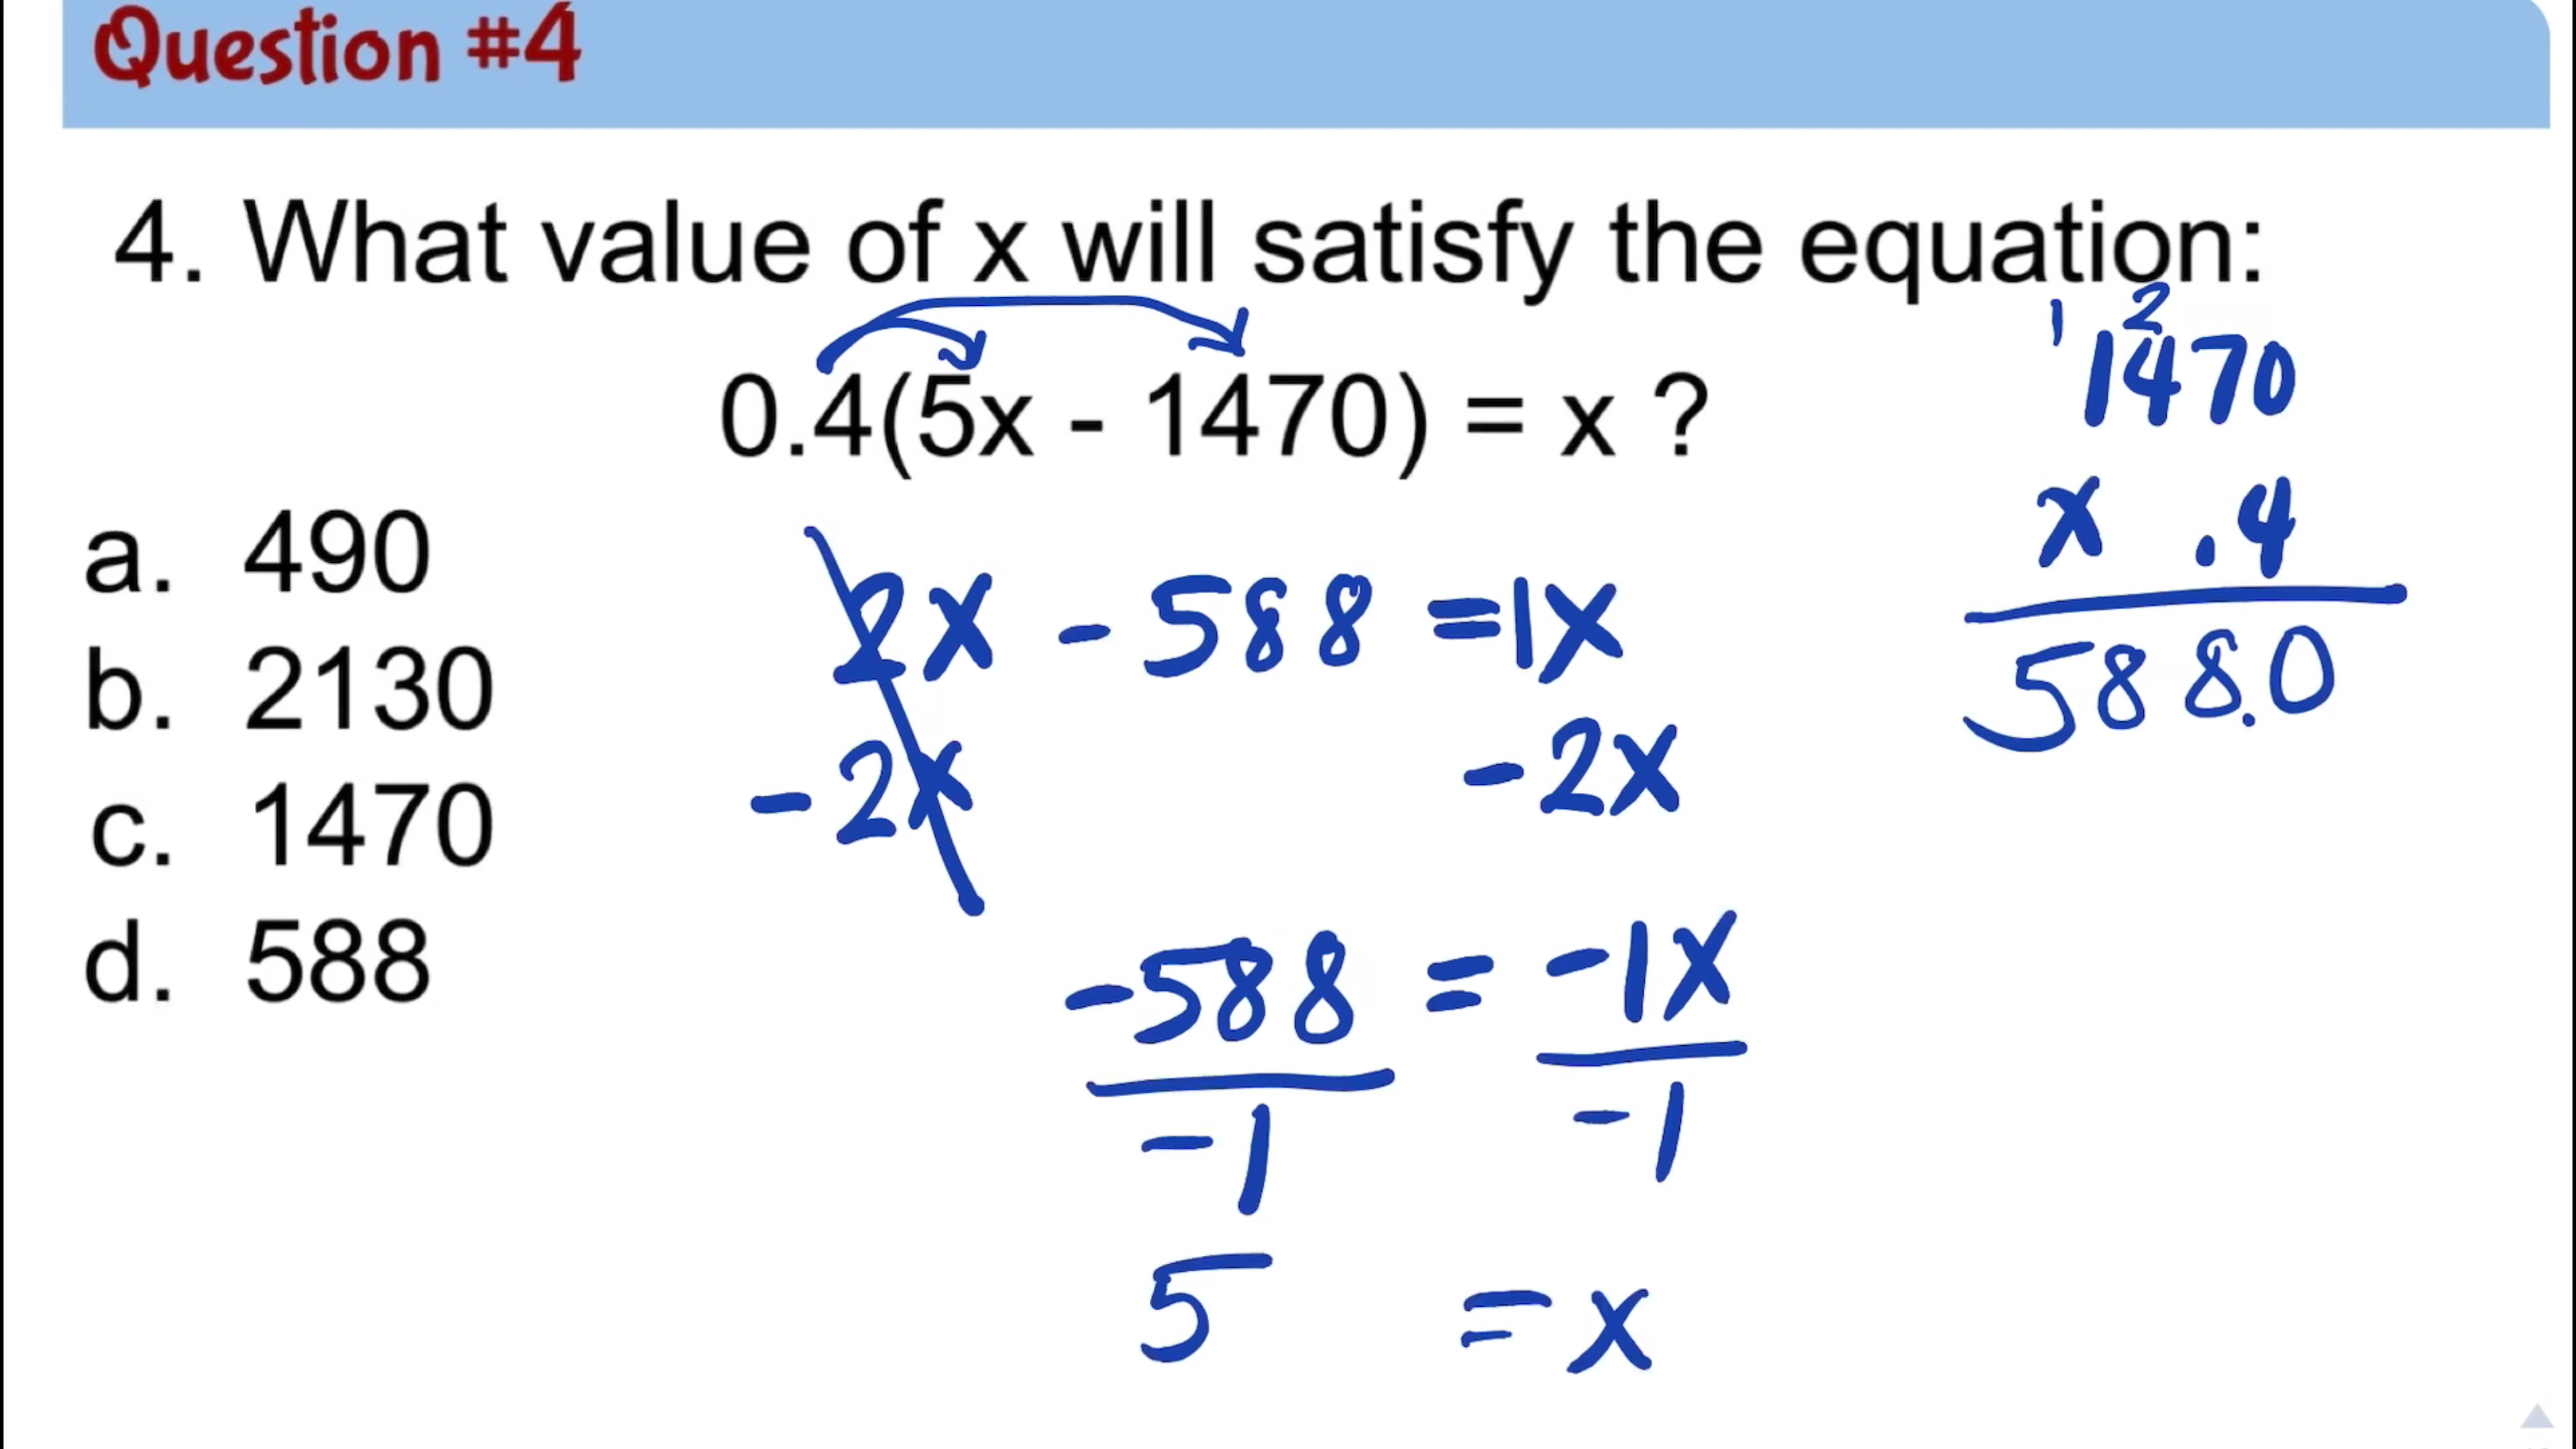 Question #4
4. What value of x will satisfy the equation:
0.4(5x - 1470) = x ?
a. 490
b. 2130
c. 1470
d. 588
2x - 588 = 1x
- 2x - 2x
-588 = -1x
-1 -1
5 = x
1 2
1470
x .4
588.0